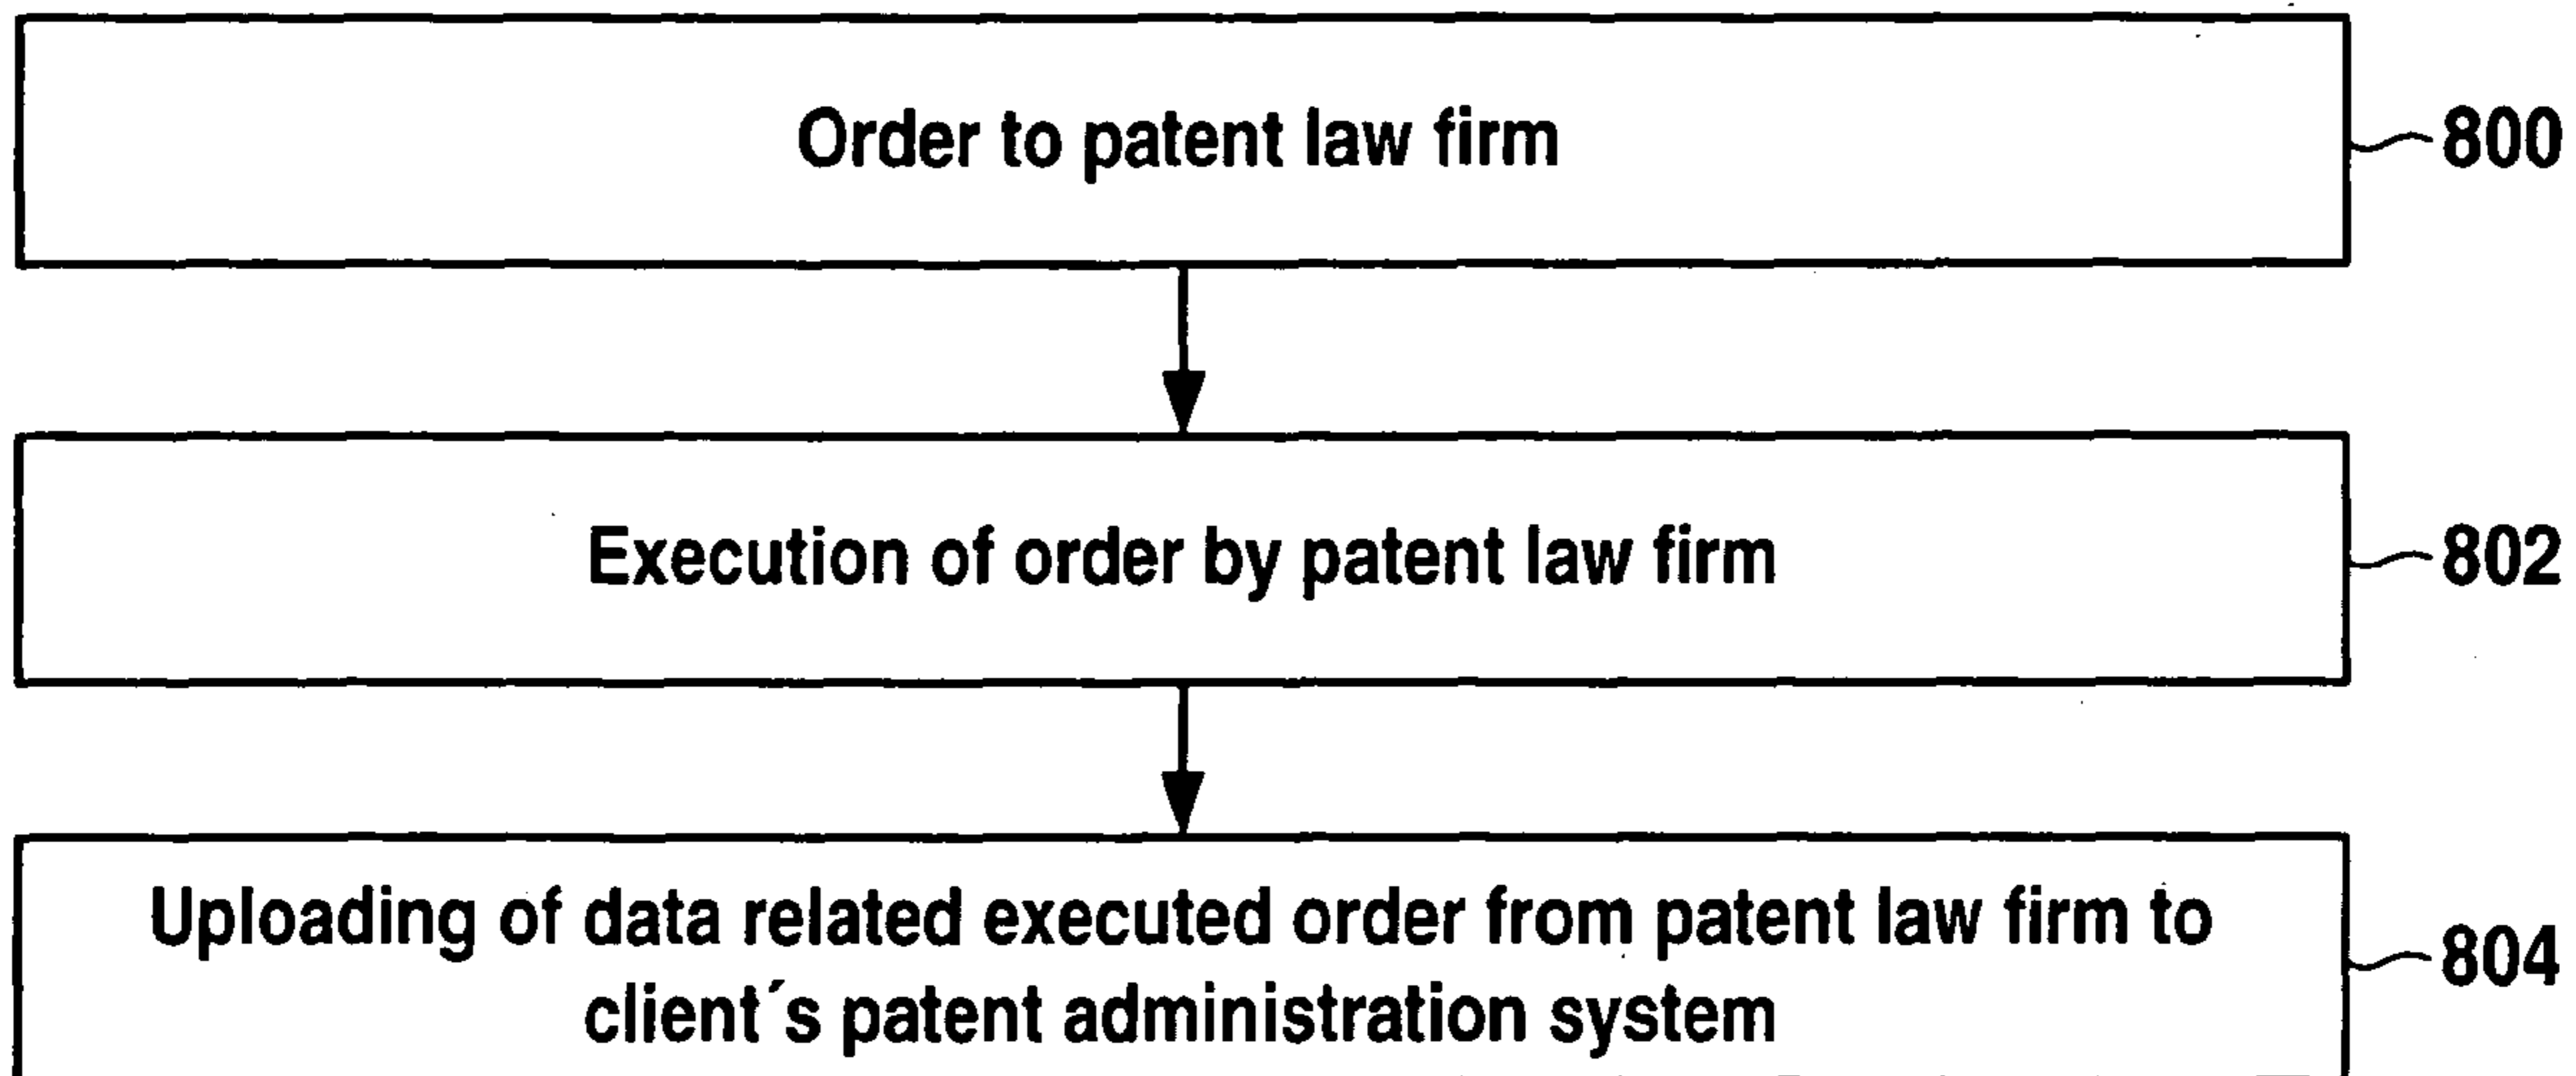 Order to patent law firm
800
Execution of order by patent law firm
802
Uploading of data related executed order from patent law firm to
client´s patent administration system
804